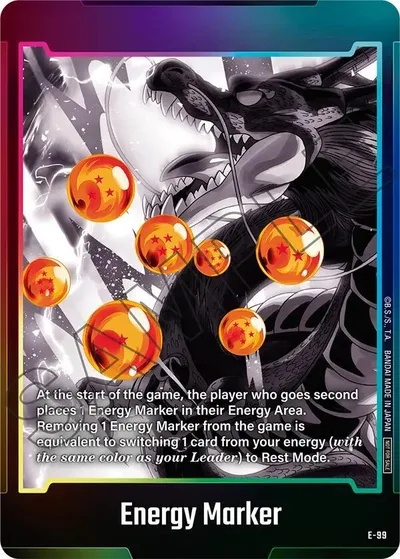 At the start of the game, the player who goes second
places 1 Energy Marker in their Energy Area.
Removing 1 Energy Marker from the game is
equivalent to switching 1 card from your energy (with
the same color as your Leader) to Rest Mode.
©B.S./S., T.A. BANDAI MADE IN JAPAN NOT FOR SALE
Energy Marker
E-99
SAMPLE